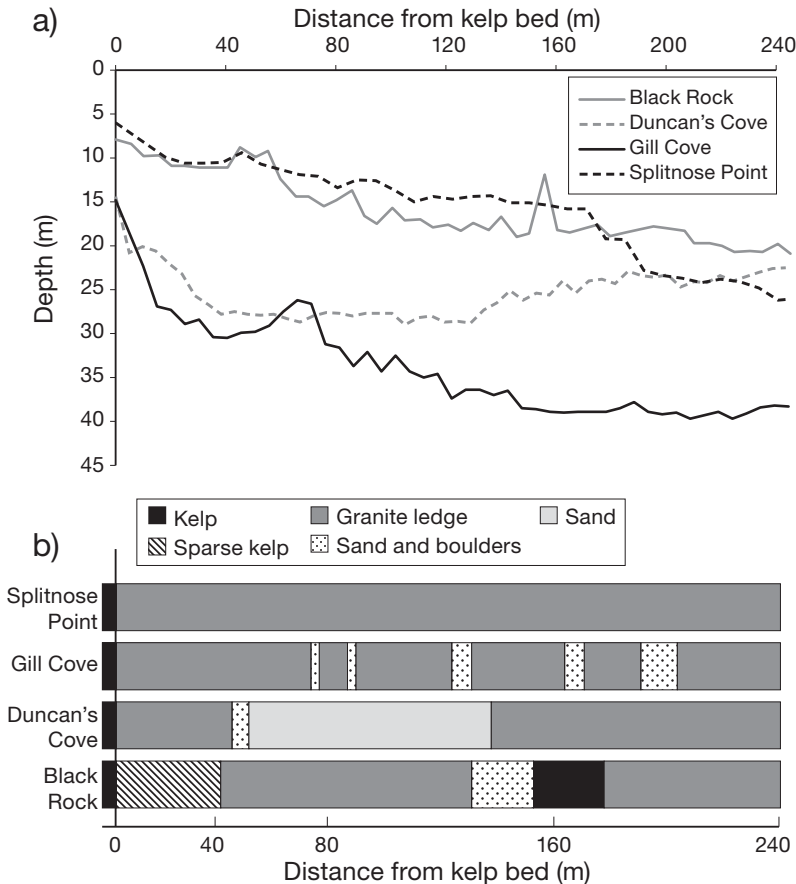 a)
Distance from kelp bed (m)
0 40 80 120 160 200 240
0
5
10
15
20
25
30
35
40
45
Depth (m)
Black Rock
Duncan's Cove
Gill Cove
Splitnose Point
b)
Kelp Granite ledge Sand
Sparse kelp Sand and boulders
Splitnose
Point
Gill Cove
Duncan's
Cove
Black
Rock
0 40 80 160 240
Distance from kelp bed (m)